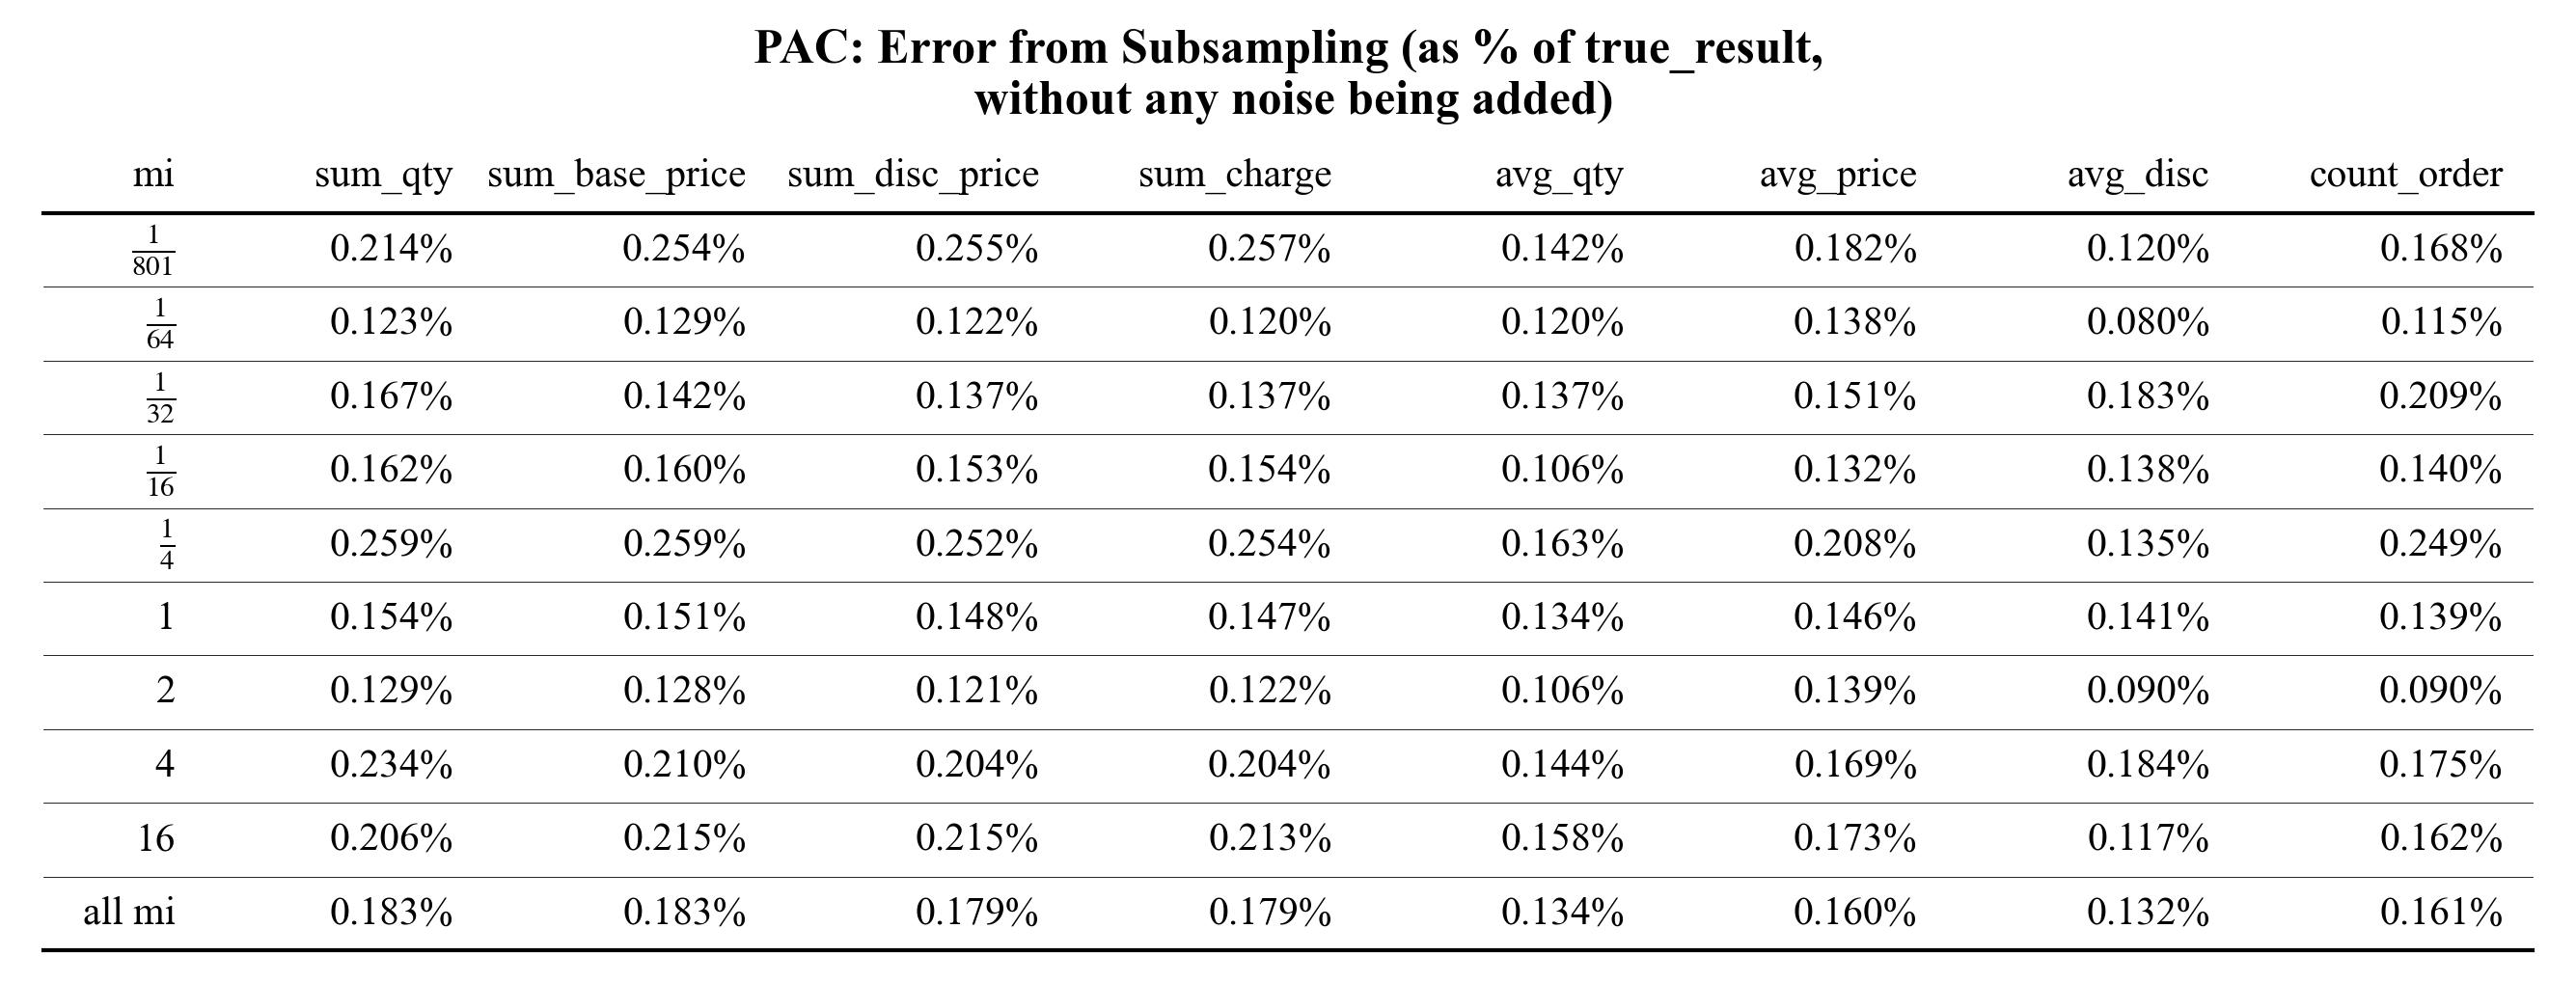 PAC: Error from Subsampling (as % of true_result,
without any noise being added)
mi sum_qty sum_base_price sum_disc_price sum_charge avg_qty avg_price avg_disc count_order
1/801 0.214% 0.254% 0.255% 0.257% 0.142% 0.182% 0.120% 0.168%
1/64 0.123% 0.129% 0.122% 0.120% 0.120% 0.138% 0.080% 0.115%
1/32 0.167% 0.142% 0.137% 0.137% 0.137% 0.151% 0.183% 0.209%
1/16 0.162% 0.160% 0.153% 0.154% 0.106% 0.132% 0.138% 0.140%
1/4 0.259% 0.259% 0.252% 0.254% 0.163% 0.208% 0.135% 0.249%
1 0.154% 0.151% 0.148% 0.147% 0.134% 0.146% 0.141% 0.139%
2 0.129% 0.128% 0.121% 0.122% 0.106% 0.139% 0.090% 0.090%
4 0.234% 0.210% 0.204% 0.204% 0.144% 0.169% 0.184% 0.175%
16 0.206% 0.215% 0.215% 0.213% 0.158% 0.173% 0.117% 0.162%
all mi 0.183% 0.183% 0.179% 0.179% 0.134% 0.160% 0.132% 0.161%